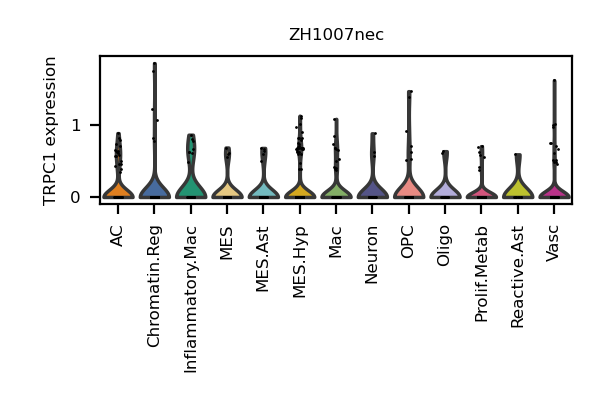 ZH1007nec
TRPC1 expression
1
0
AC
Chromatin.Reg
Inflammatory.Mac
MES
MES.Ast
MES.Hyp
Mac
Neuron
OPC
Oligo
Prolif.Metab
Reactive.Ast
Vasc